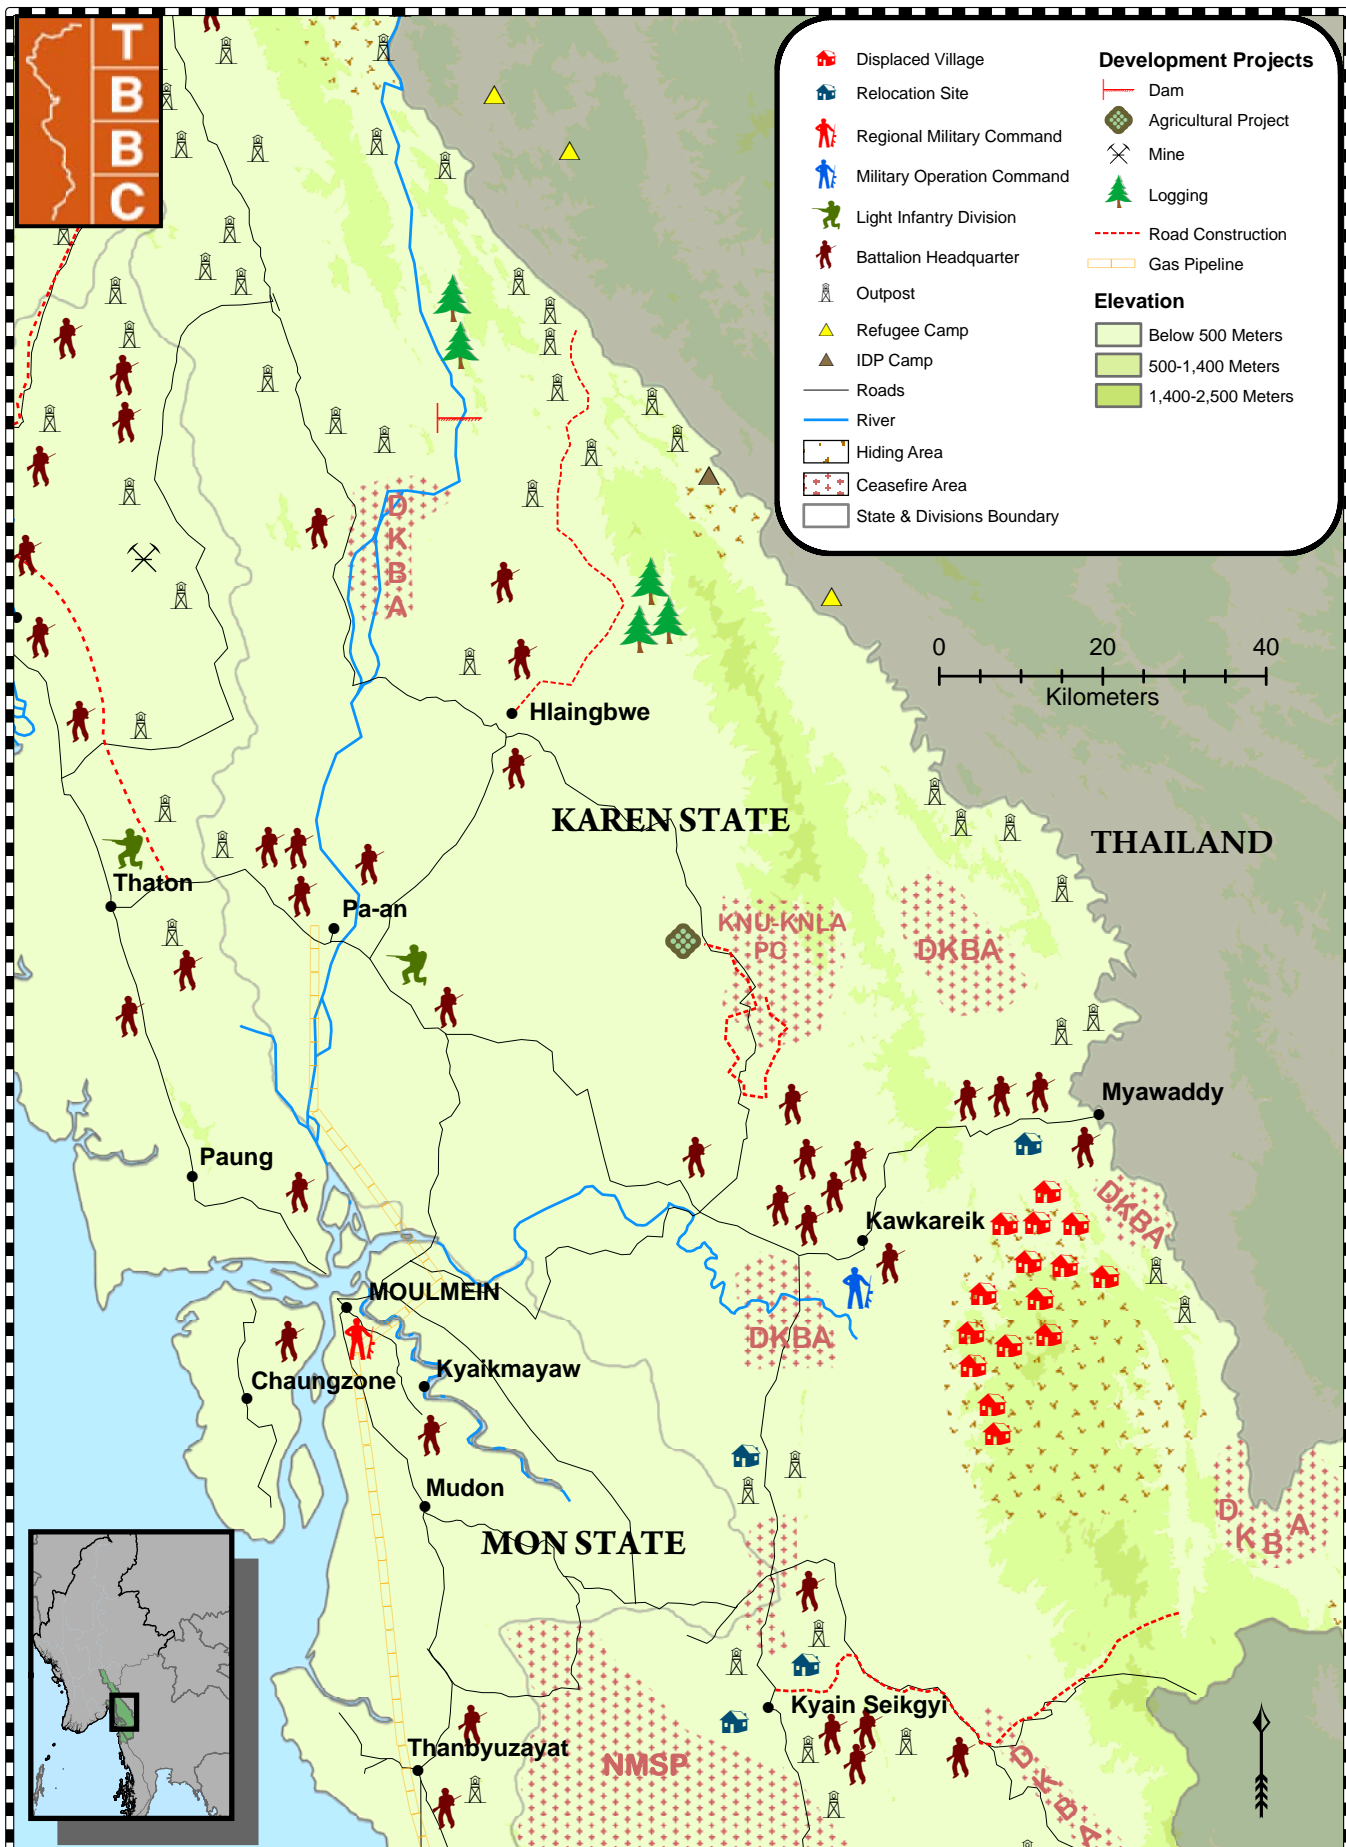 T
B
B
C
Displaced Village
Relocation Site
Regional Military Command
Military Operation Command
Light Infantry Division
Battalion Headquarter
Outpost
Refugee Camp
IDP Camp
Roads
River
Hiding Area
Ceasefire Area
State & Divisions Boundary
Development Projects
Dam
Agricultural Project
Mine
Logging
Road Construction
Gas Pipeline
Elevation
Below 500 Meters
500-1,400 Meters
1,400-2,500 Meters
D
K
B
A
0 20 40
Kilometers
Hlaingbwe
KAREN STATE
THAILAND
Thaton
Pa-an
KNU-KNLA
PC
DKBA
Myawaddy
Paung
DKBA
Kawkareik
MOULMEIN
DKBA
Kyaikmayaw
Chaungzone
Mudon
D K B A
MON STATE
Kyain Seikgyi
Thanbyuzayat
NMSP
D K B A